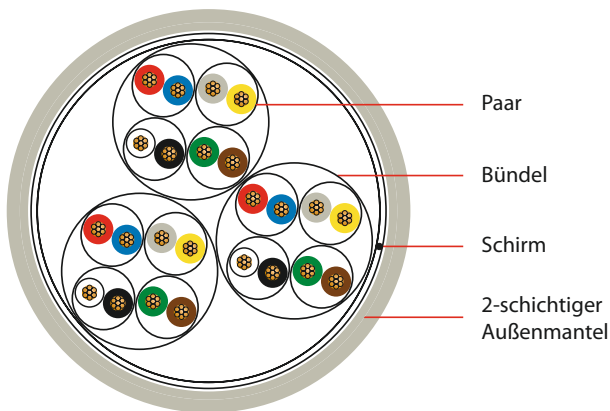 Paar
Bündel
Schirm
2-schichtiger
Außenmantel